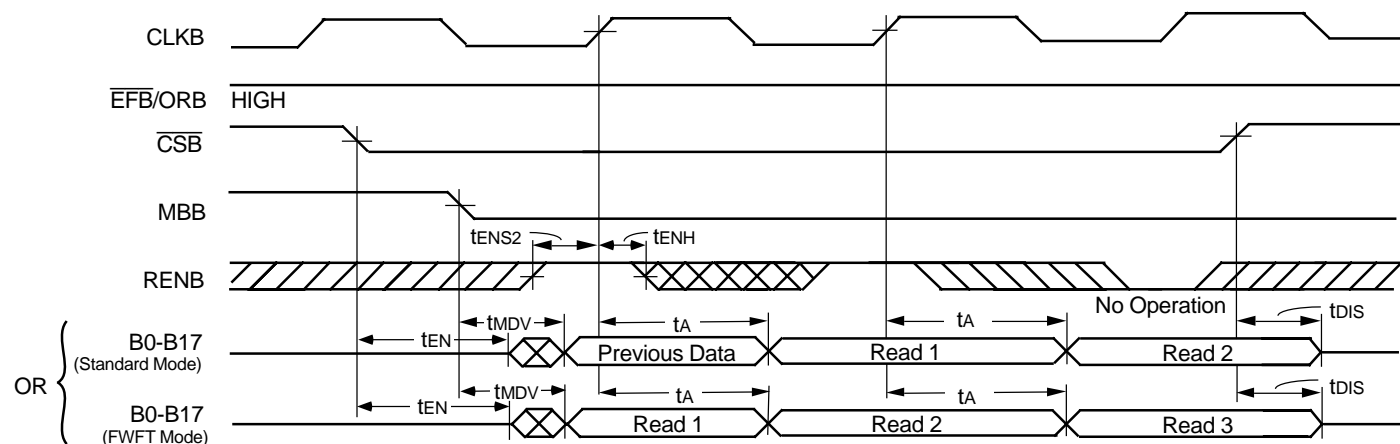 CLKB
EFB/ORB HIGH
CSB
MBB
tENS2 tENH
RENB
No Operation
tMDV tA tA tDIS
tEN
B0-B17
(Standard Mode)
Previous Data Read 1 Read 2
OR
tMDV tA tA tDIS
tEN
B0-B17
(FWFT Mode)
Read 1 Read 2 Read 3